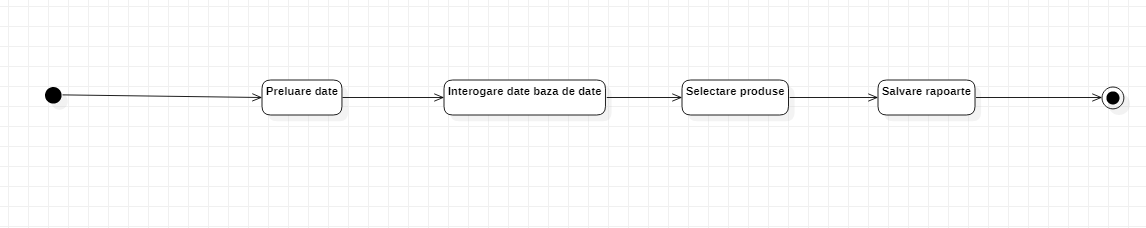 Preluare date
Interogare date baza de date
Selectare produse
Salvare rapoarte